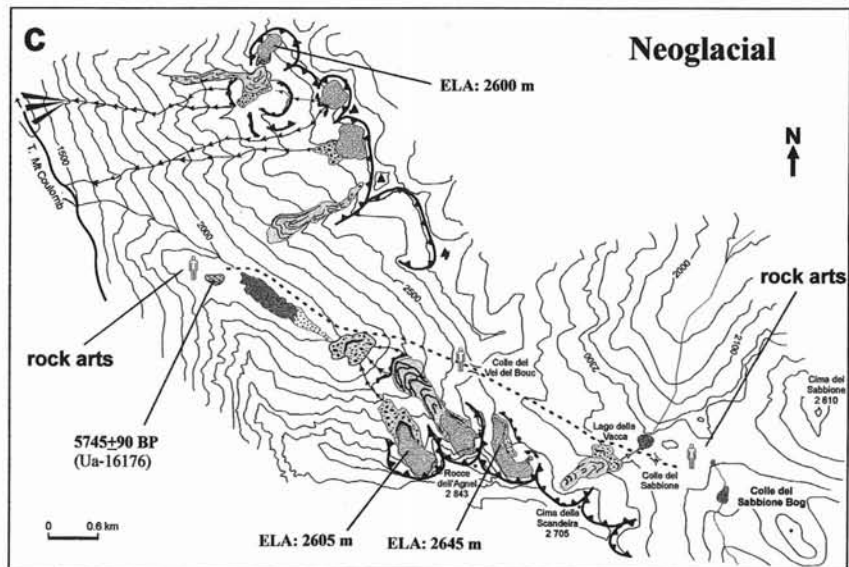 C
Neoglacial
ELA: 2600 m
N
1500
T. Mt Coulomb
2000
2000
rock arts
rock arts
2500
2100
2300
Colle del
Vei del Bouc
Cima del
Sabbione
2 610
Lago della
Vacca
5745±90 BP
(Ua-16176)
Rocce
dell'Agnel
2 843
Colle del
Sabbione
Colle del
Sabbione Bog
0 0.6 km
ELA: 2605 m
ELA: 2645 m
Cima della
Scandeira
2 705